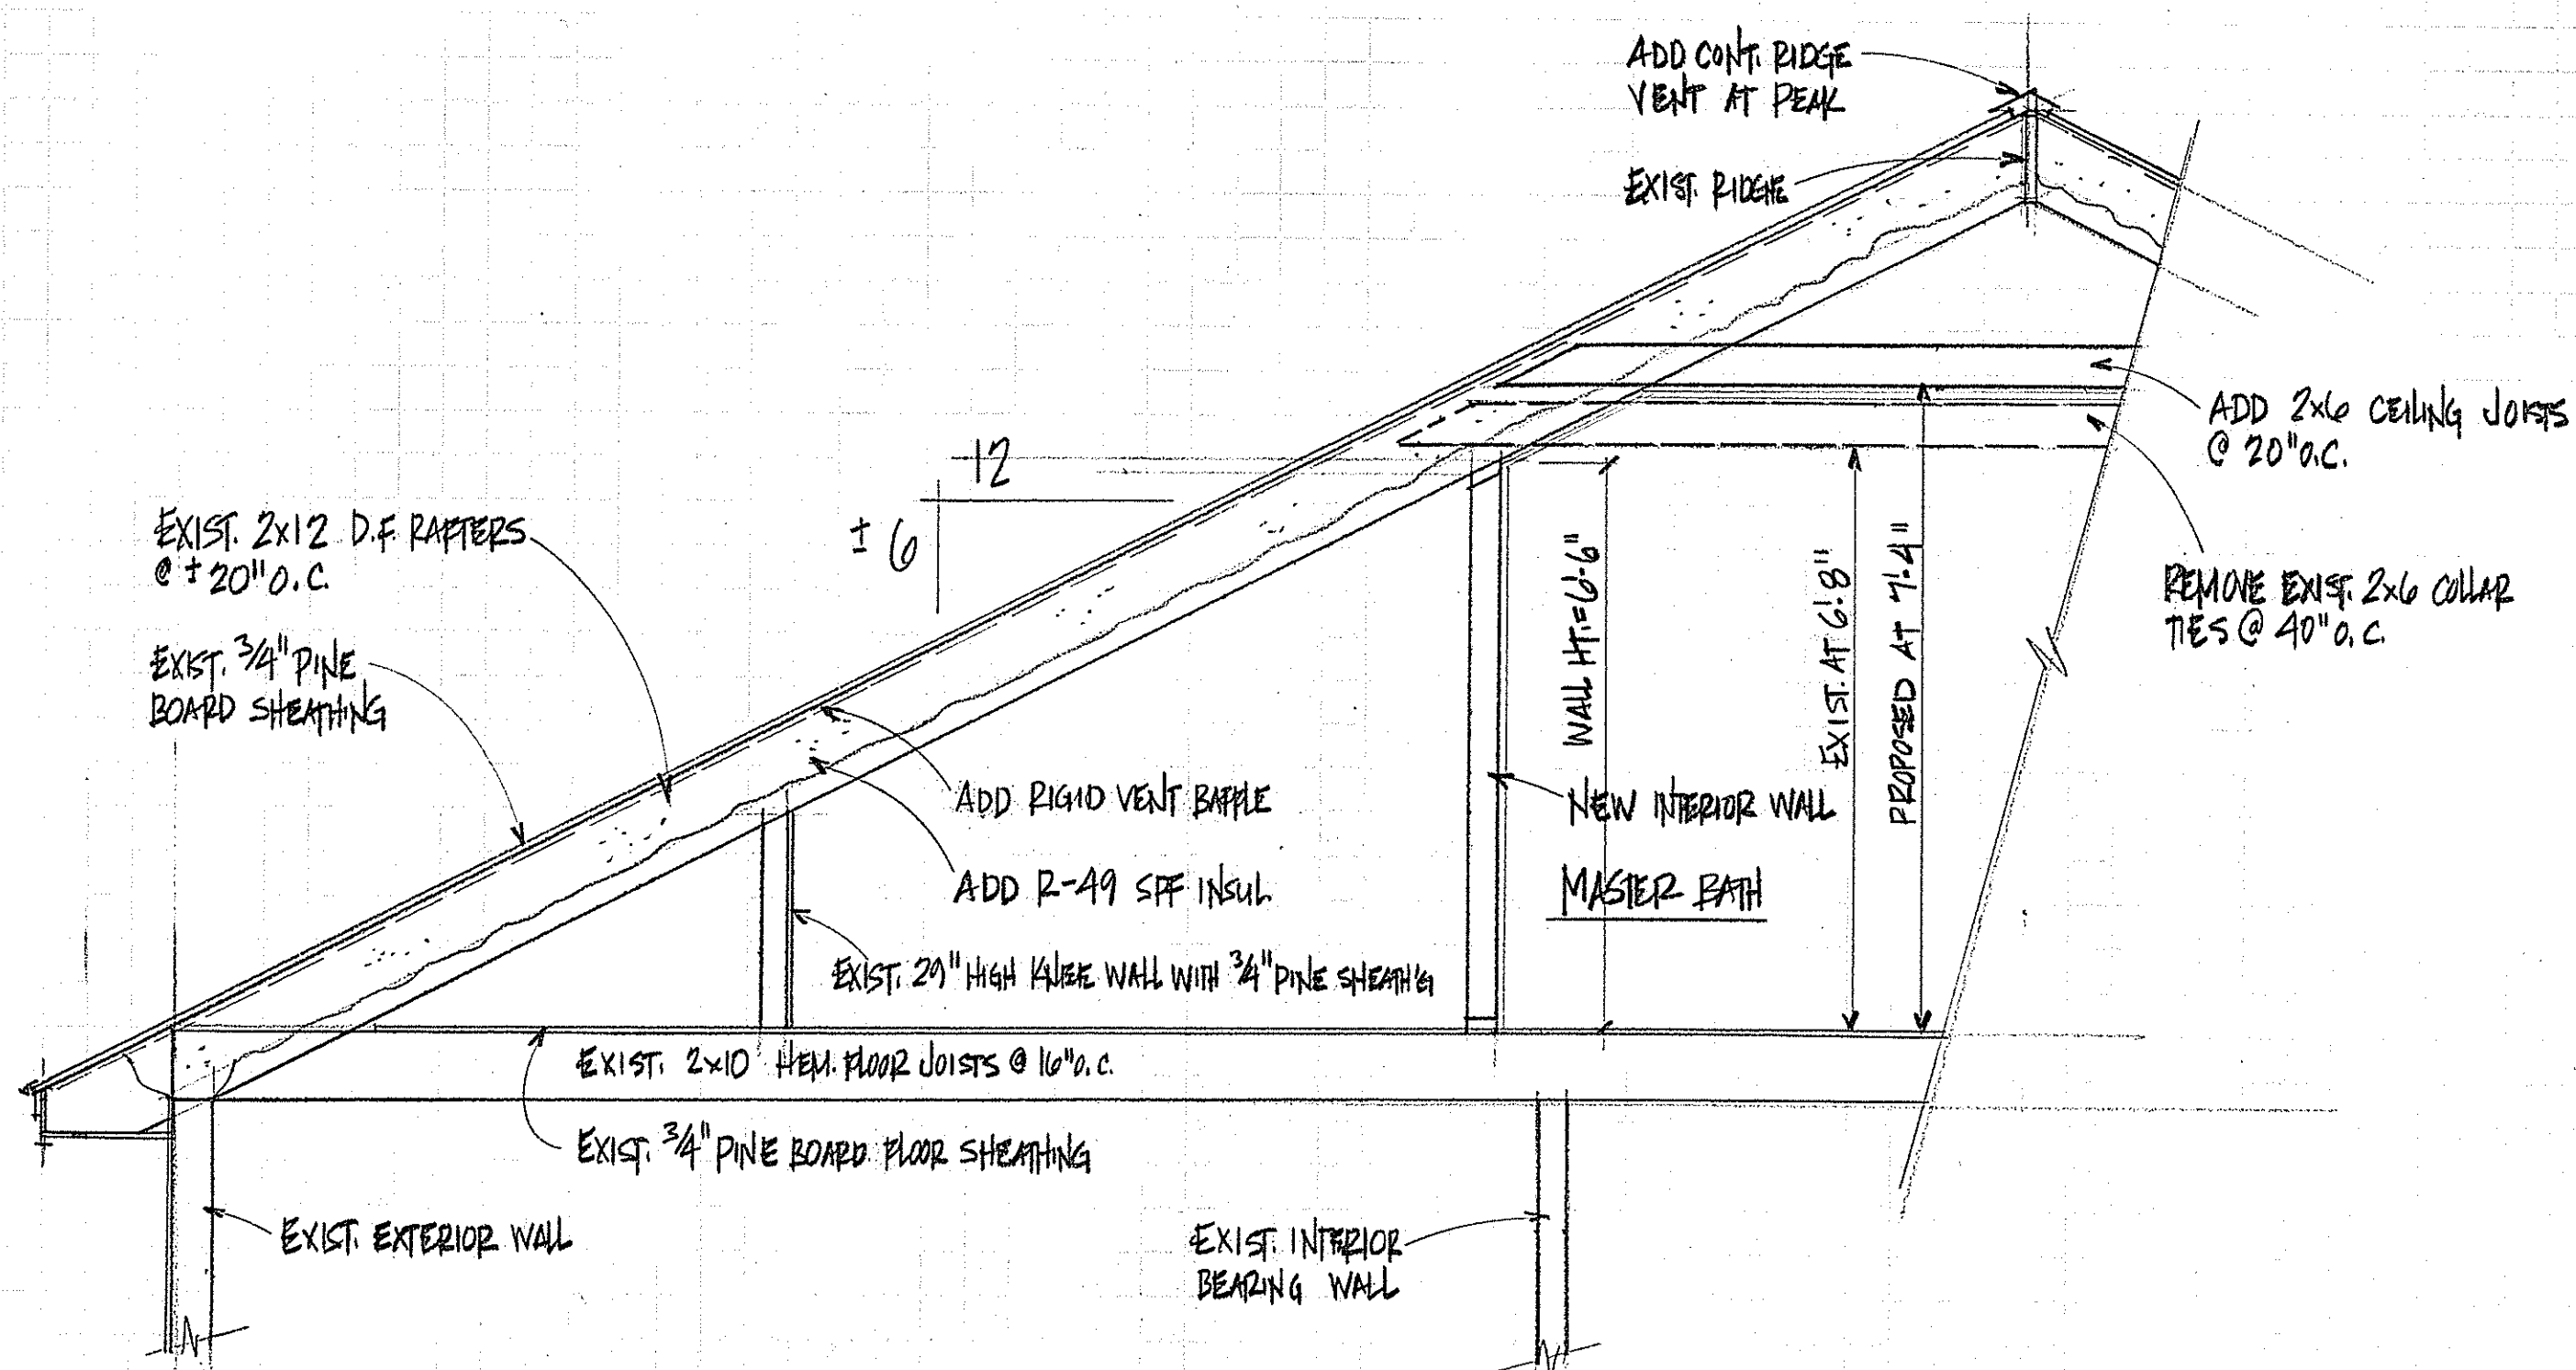 ADD CONT. RIDGE
VENT AT PEAK
EXIST. RIDGE
12
± 6
ADD 2x6 CEILING JOISTS
@ 20" O.C.
REMOVE EXIST. 2x6 COLLAR
TIES @ 40" O.C.
EXIST. 2x12 D.F. RAFTERS
@ ± 20" O.C.
EXIST. 3/4" PINE
BOARD SHEATHING
WALL HT. = 6'-6"
EXIST. AT 6'-8"
PROPOSED AT 7'-4"
ADD RIGID VENT BAFFLE
NEW INTERIOR WALL
ADD R-49 SPF INSUL
MASTER BATH
EXIST. 29" HIGH KNEE WALL WITH 3/4" PINE SHEATH'G
EXIST. 2x10 HEM. FLOOR JOISTS @ 16" O.C.
EXIST. 3/4" PINE BOARD FLOOR SHEATHING
EXIST. EXTERIOR WALL
EXIST. INTERIOR
BEARING WALL